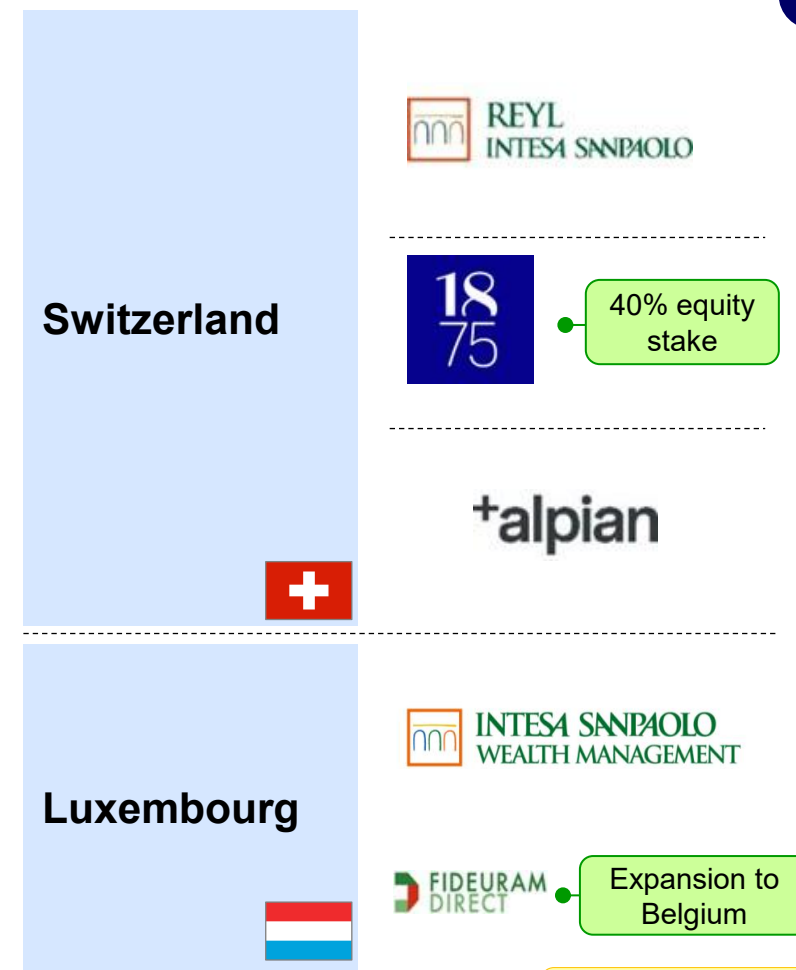 REYL
INTESA SANPAOLO
Switzerland
18
75
40% equity
stake
+alpian
Luxembourg
INTESA SANPAOLO
WEALTH MANAGEMENT
FIDEURAM
DIRECT
Expansion to
Belgium